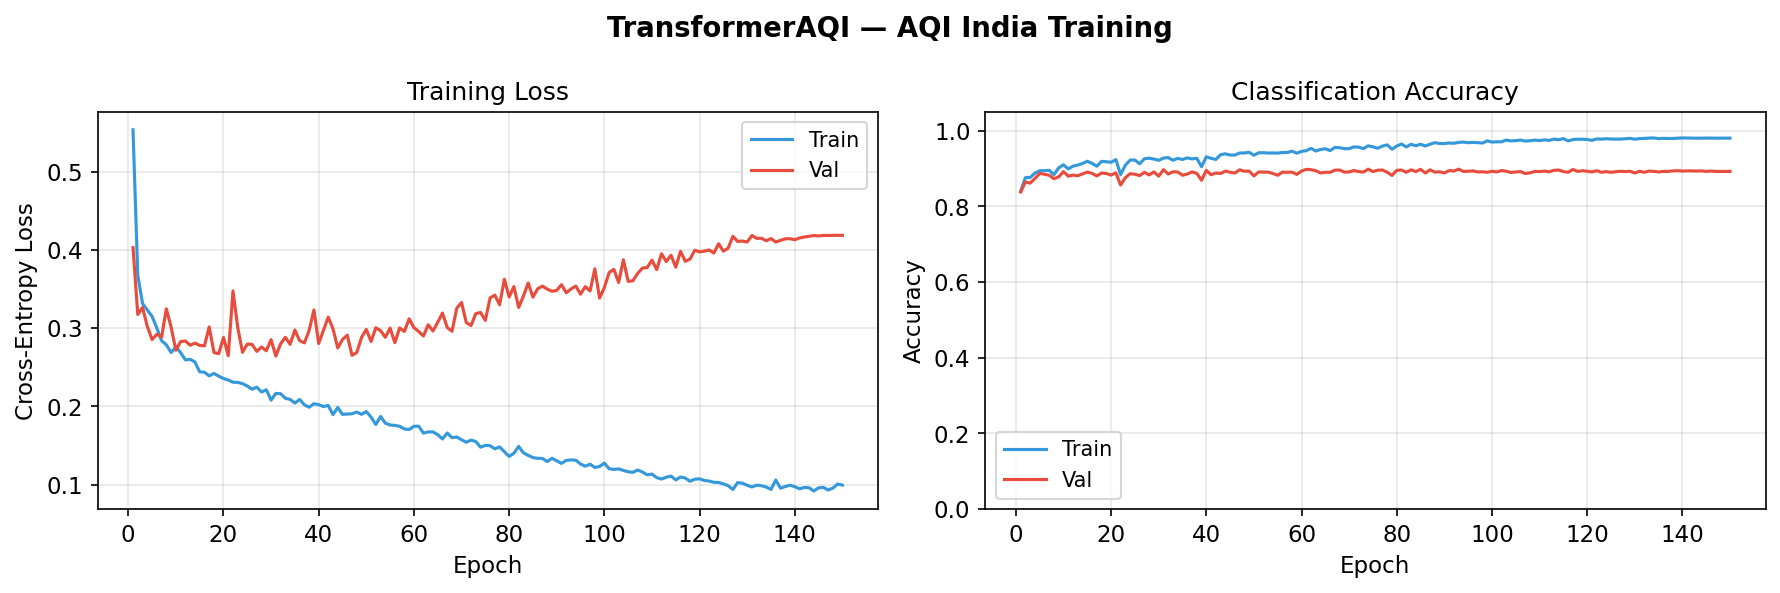 TransformerAQI — AQI India Training
Training Loss
Cross-Entropy Loss
0.5
0.4
0.3
0.2
0.1
Train
Val
0 20 40 60 80 100 120 140
Epoch
Classification Accuracy
Accuracy
1.0
0.8
0.6
0.4
0.2
0.0
Train
Val
0 20 40 60 80 100 120 140
Epoch